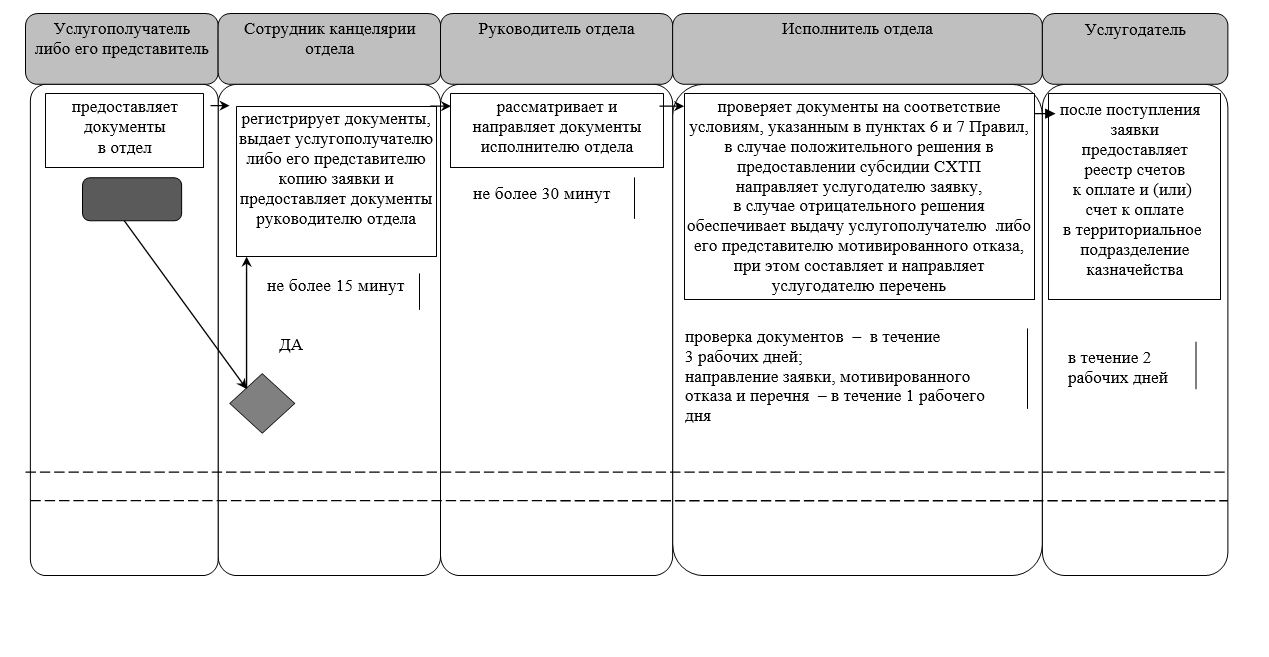 Услугополучатель
либо его представитель
Сотрудник канцелярии
отдела
Руководитель отдела
Исполнитель отдела
Услугодатель
предоставляет
документы
в отдел
регистрирует документы,
выдает услугополучателю
либо его представителю
копию заявки и
предоставляет документы
руководителю отдела
не более 15 минут
ДА
рассматривает и
направляет документы
исполнителю отдела
не более 30 минут
проверяет документы на соответствие
условиям, указанным в пунктах 6 и 7 Правил,
в случае положительного решения в
предоставлении субсидии СХТП
направляет услугодателю заявку,
в случае отрицательного решения
обеспечивает выдачу услугополучателю либо
его представителю мотивированного отказа,
при этом составляет и направляет
услугодателю перечень
проверка документов – в течение
3 рабочих дней;
направление заявки, мотивированного
отказа и перечня – в течение 1 рабочего
дня
после поступления
заявки
предоставляет
реестр счетов
к оплате и (или)
счет к оплате
в территориальное
подразделение
казначейства
в течение 2
рабочих дней